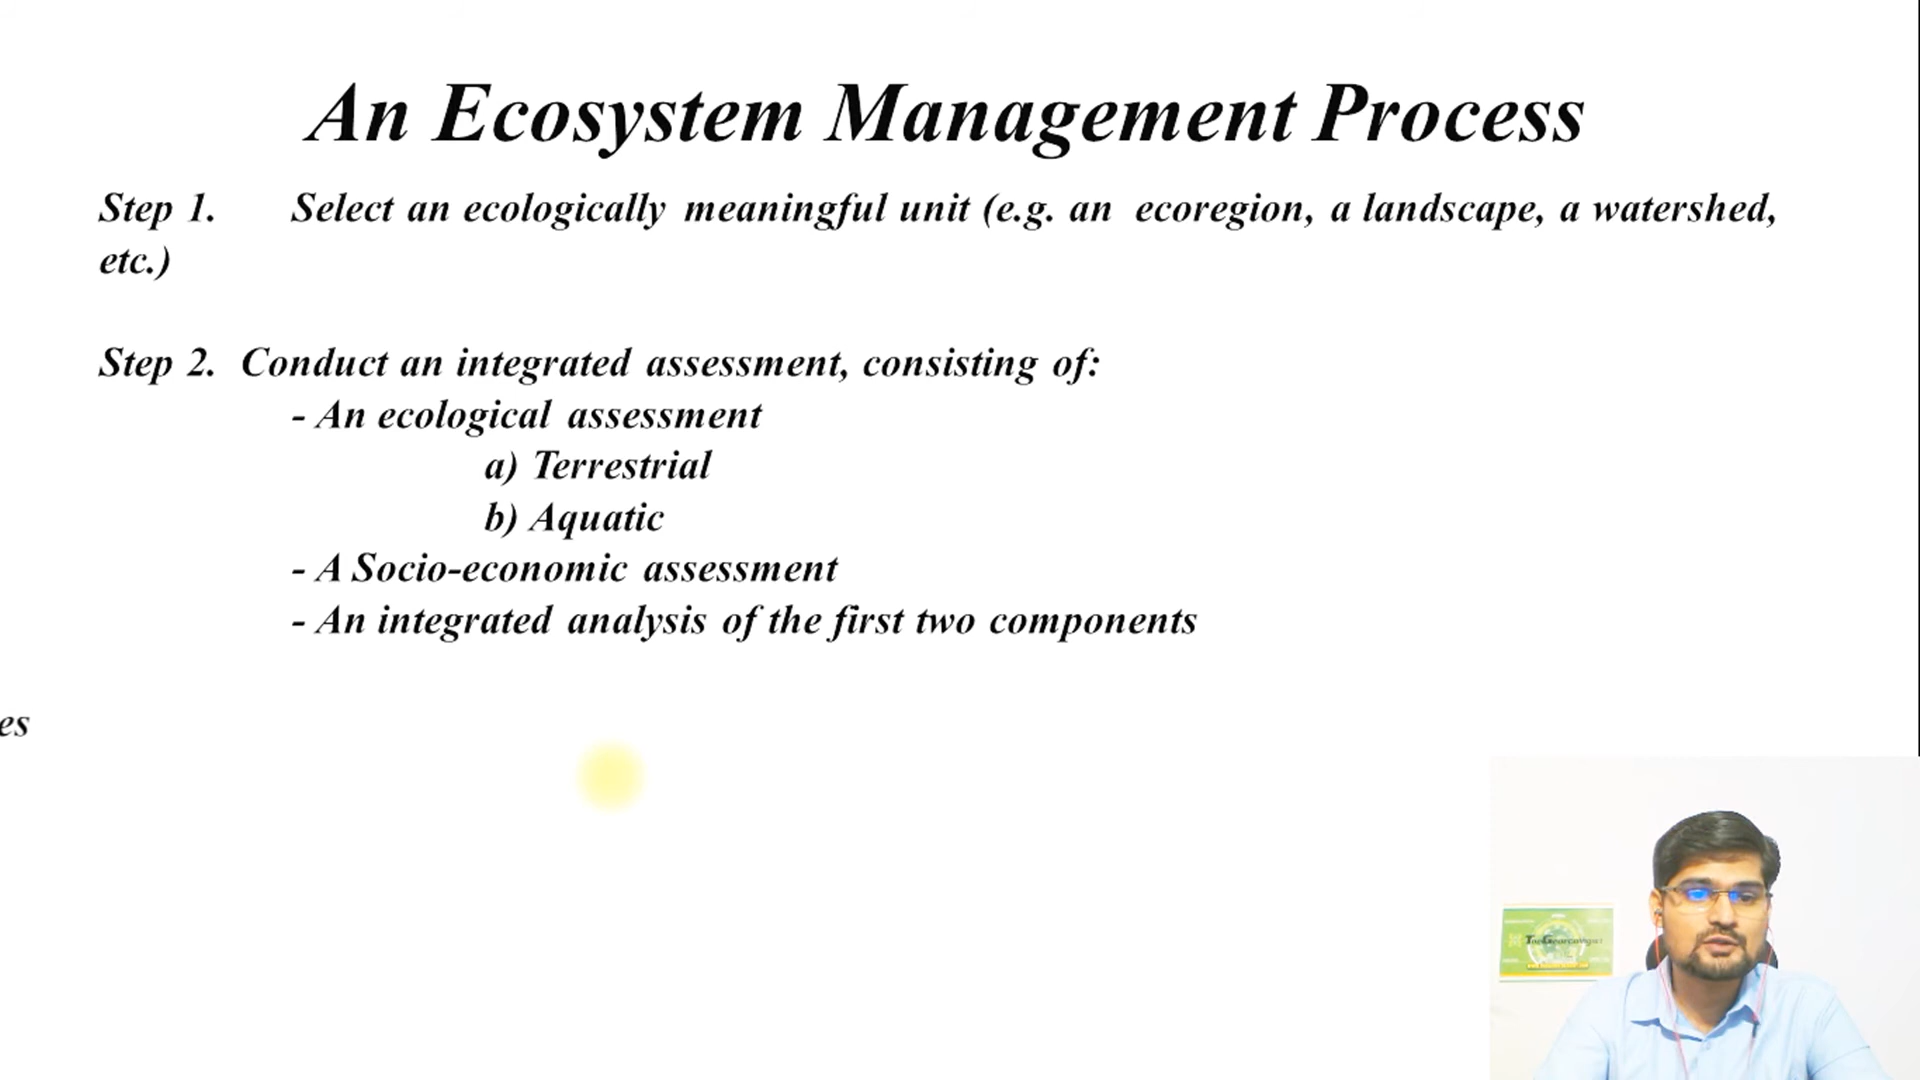 An Ecosystem Management Process
Step 1. Select an ecologically meaningful unit (e.g. an ecoregion, a landscape, a watershed,
etc.)
Step 2. Conduct an integrated assessment, consisting of:
- An ecological assessment
a) Terrestrial
b) Aquatic
- A Socio-economic assessment
- An integrated analysis of the first two components
es